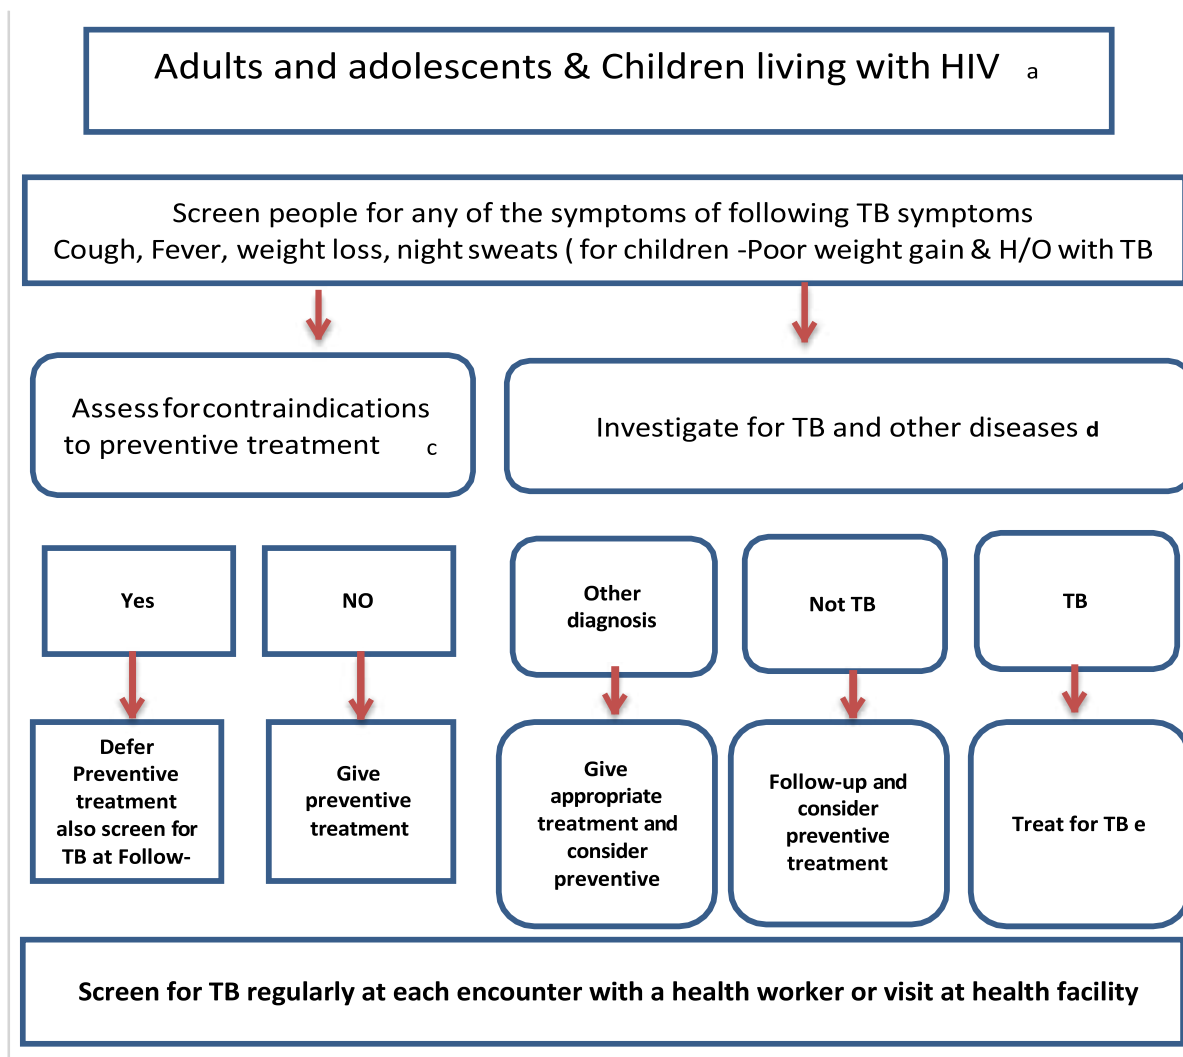 Adults and adolescents & Children living with HIV a
Screen people for any of the symptoms of following TB symptoms
Cough, Fever, weight loss, night sweats ( for children -Poor weight gain & H/O with TB
Assess for contraindications
to preventive treatment c
Investigate for TB and other diseases d
Yes
NO
Other
diagnosis
Not TB
TB
Defer
Preventive
treatment
also screen for
TB at Follow-
Give
preventive
treatment
Give
appropriate
treatment and
consider
preventive
Follow-up and
consider
preventive
treatment
Treat for TB e
Screen for TB regularly at each encounter with a health worker or visit at health facility